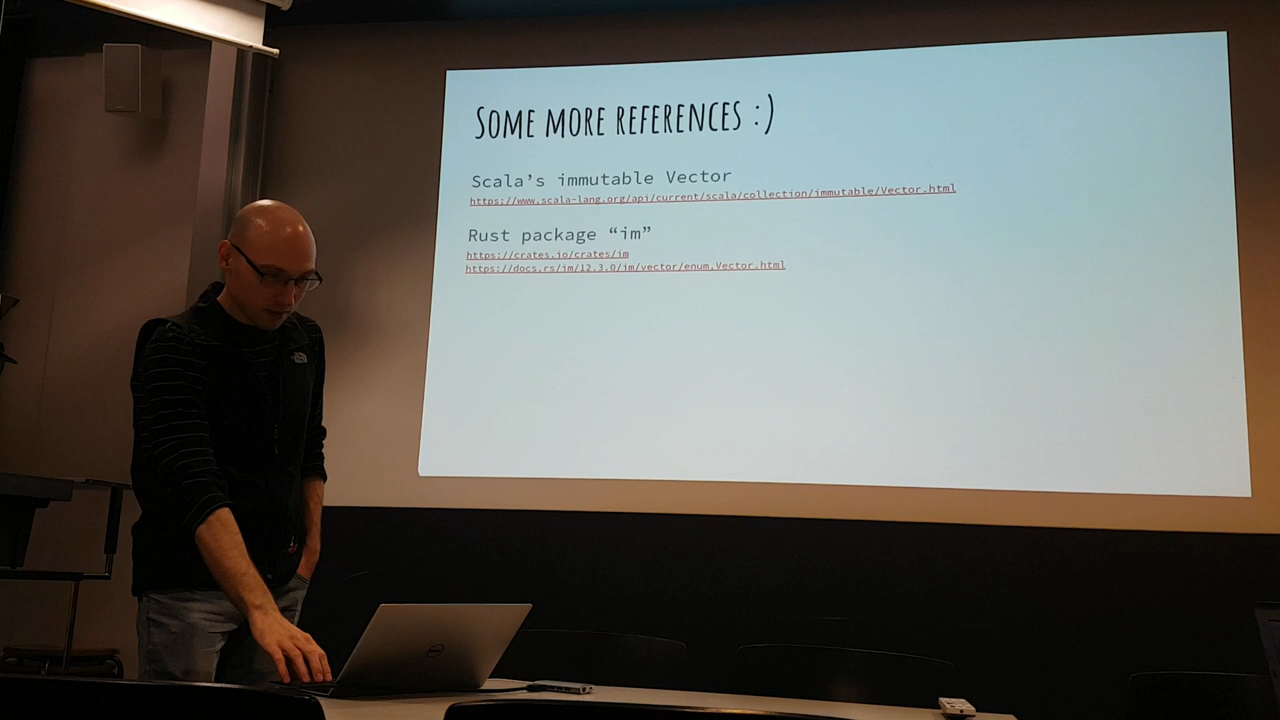 Some more references :)
Scala’s immutable Vector
https://www.scala-lang.org/api/current/scala/collection/immutable/Vector.html
Rust package “im”
https://crates.io/crates/im
https://docs.rs/im/12.3.0/im/vector/enum.Vector.html
DELL